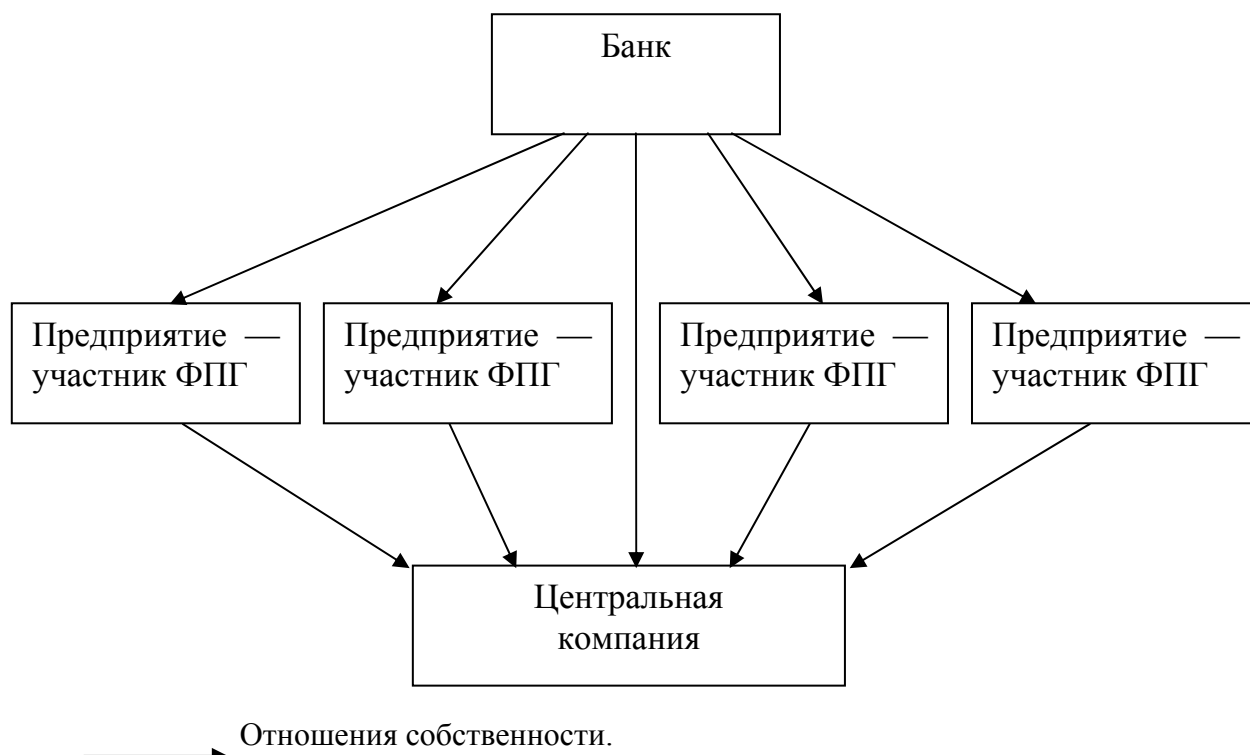 Банк
Предприятие —
участник ФПГ
Предприятие —
участник ФПГ
Предприятие —
участник ФПГ
Предприятие —
участник ФПГ
Центральная
компания
Отношения собственности.